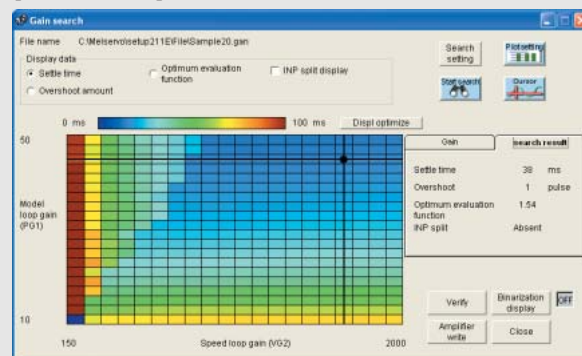 Gain search
File name C:\Melservo\setup211E\File\Sample20.gan
Display data
Settle time
Optimum evaluation function
INP split display
Overshoot amount
Search setting
Plot setting
Start search
Cursor
0 ms
100 ms
Displ optimize
50
Model loop gain (PG1)
10
150
Speed loop gain (VG2)
2000
Gain
search result
Settle time 38 ms
Overshoot 1 pulse
Optimum evaluation function 1.54
INP split Absent
Verify
Binarization display
OFF
Amplifier write
Close